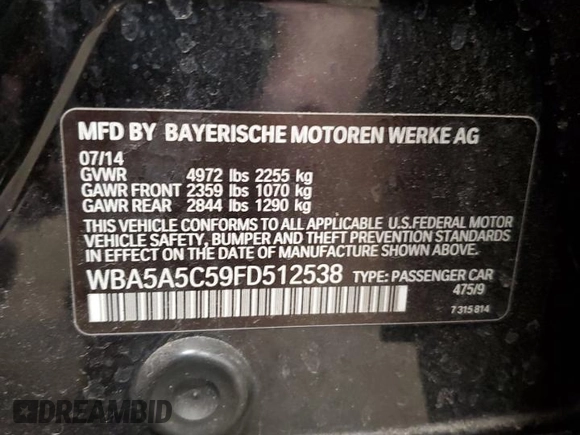 MFD BY BAYERISCHE MOTOREN WERKE AG
07/14
GVWR 4972 lbs 2255 kg
GAWR FRONT 2359 lbs 1070 kg
GAWR REAR 2844 lbs 1290 kg
THIS VEHICLE CONFORMS TO ALL APPLICABLE U.S.FEDERAL MOTOR
VEHICLE SAFETY, BUMPER AND THEFT PREVENTION STANDARDS
IN EFFECT ON THE DATE OF MANUFACTURE SHOWN ABOVE.
WBA5A5C59FD512538 TYPE: PASSENGER CAR
475/9
7 315 814
DREAMBID